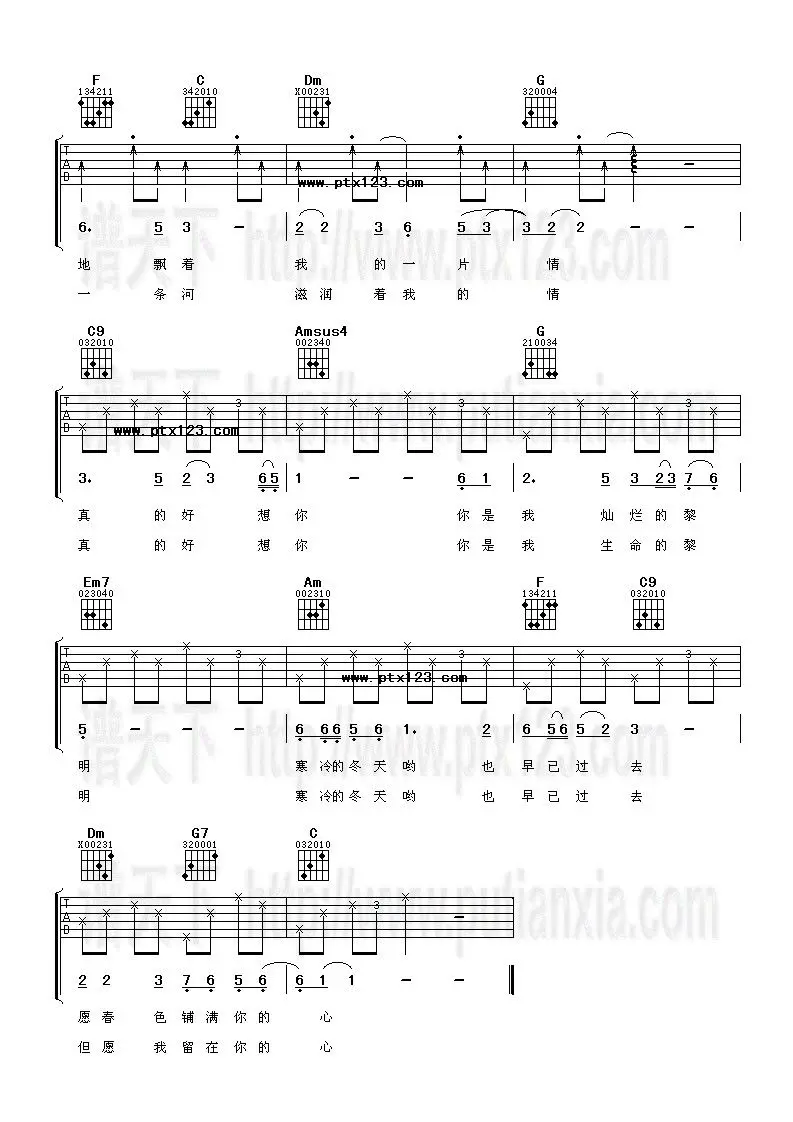 F C Dm G
134211 342010 X00231 320004
www.ptx123.com
6. 5 3 - 2 2 3 6 5 3 3 2 2 - -
地 飘着 我 的一 片 情
一 条河 滋润 着我 的 情
C9 Amsus4 G
032010 002340 210034
3 3 3
www.ptx123.com
3. 5 2 3 6 5 1 - - 6 1 2. 5 3 2 3 7 6
真 的好 想你 你是我 灿烂的黎
真 的好 想你 你是我 生命的黎
Em7 Am F C9
023040 002310 134211 032010
3 3
www.ptx123.com
5 - - - 6 6 6 5 6 1. 2 6 5 6 5 2 3 -
明 寒冷的冬天哟 也早已过去
明 寒冷的冬天哟 也早已过去
Dm G7 C
X00231 320001 032010
3 -
2 2 3 7 6 5 6 6 1 1 - -
愿春 色铺满你的 心
但愿 我留在你的 心
谱天下 http://www.ptx123.com
谱天下 http://www.putianxia.com
谱天下 http://www.ptx123.com
谱天下 http://www.putianxia.com